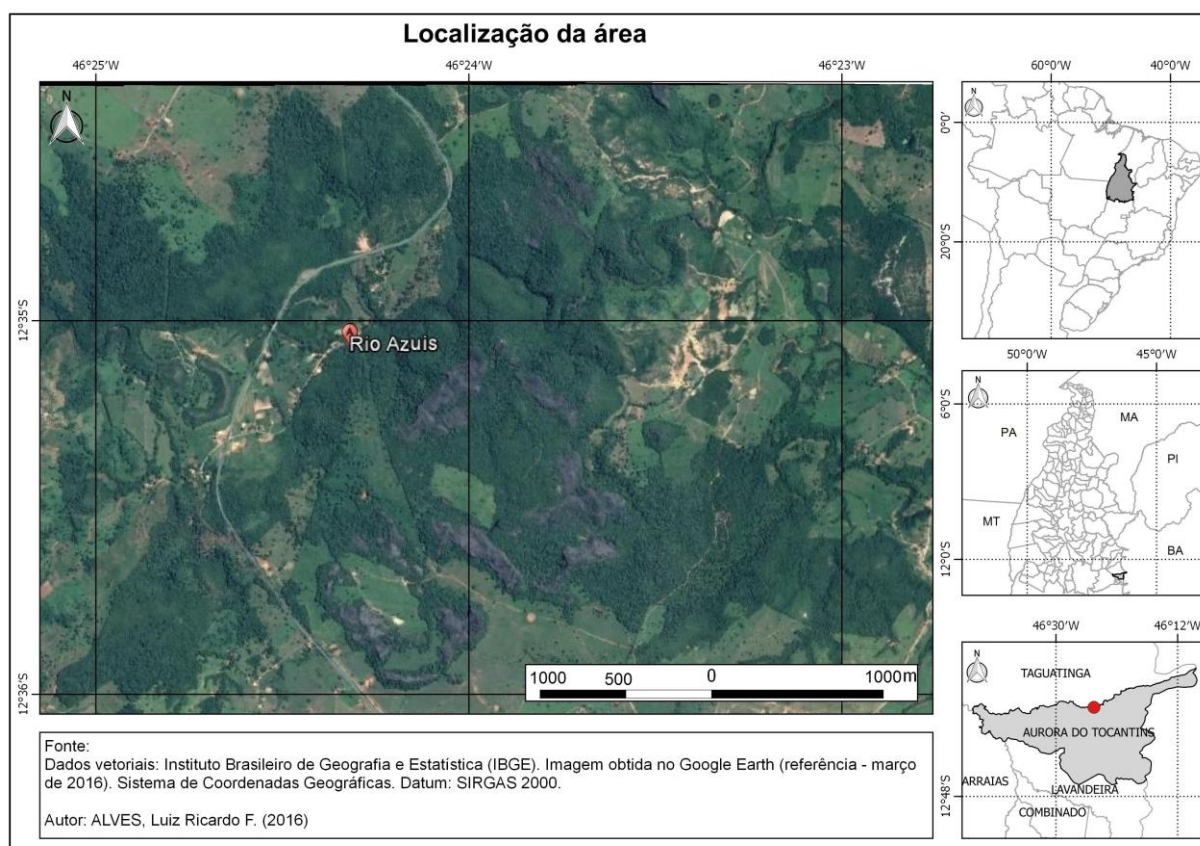 Localização da área
46°25'W 46°24'W 46°23'W
N
12°35'S
Rio Azuis
12°36'S
1000 500 0 1000m
60°0'W 40°0'W
N
0°0'
20°0'S
50°0'W 45°0'W
N
6°0'S
MA
PA
PI
MT
BA
12°0'S
46°30'W 46°12'W
N
TAGUATINGA
AURORA DO TOCANTINS
ARRAIAS
LAVANDEIRA
COMBINADO
12°48'S
Fonte:
Dados vetoriais: Instituto Brasileiro de Geografia e Estatística (IBGE). Imagem obtida no Google Earth (referência - março
de 2016). Sistema de Coordenadas Geográficas. Datum: SIRGAS 2000.
Autor: ALVES, Luiz Ricardo F. (2016)